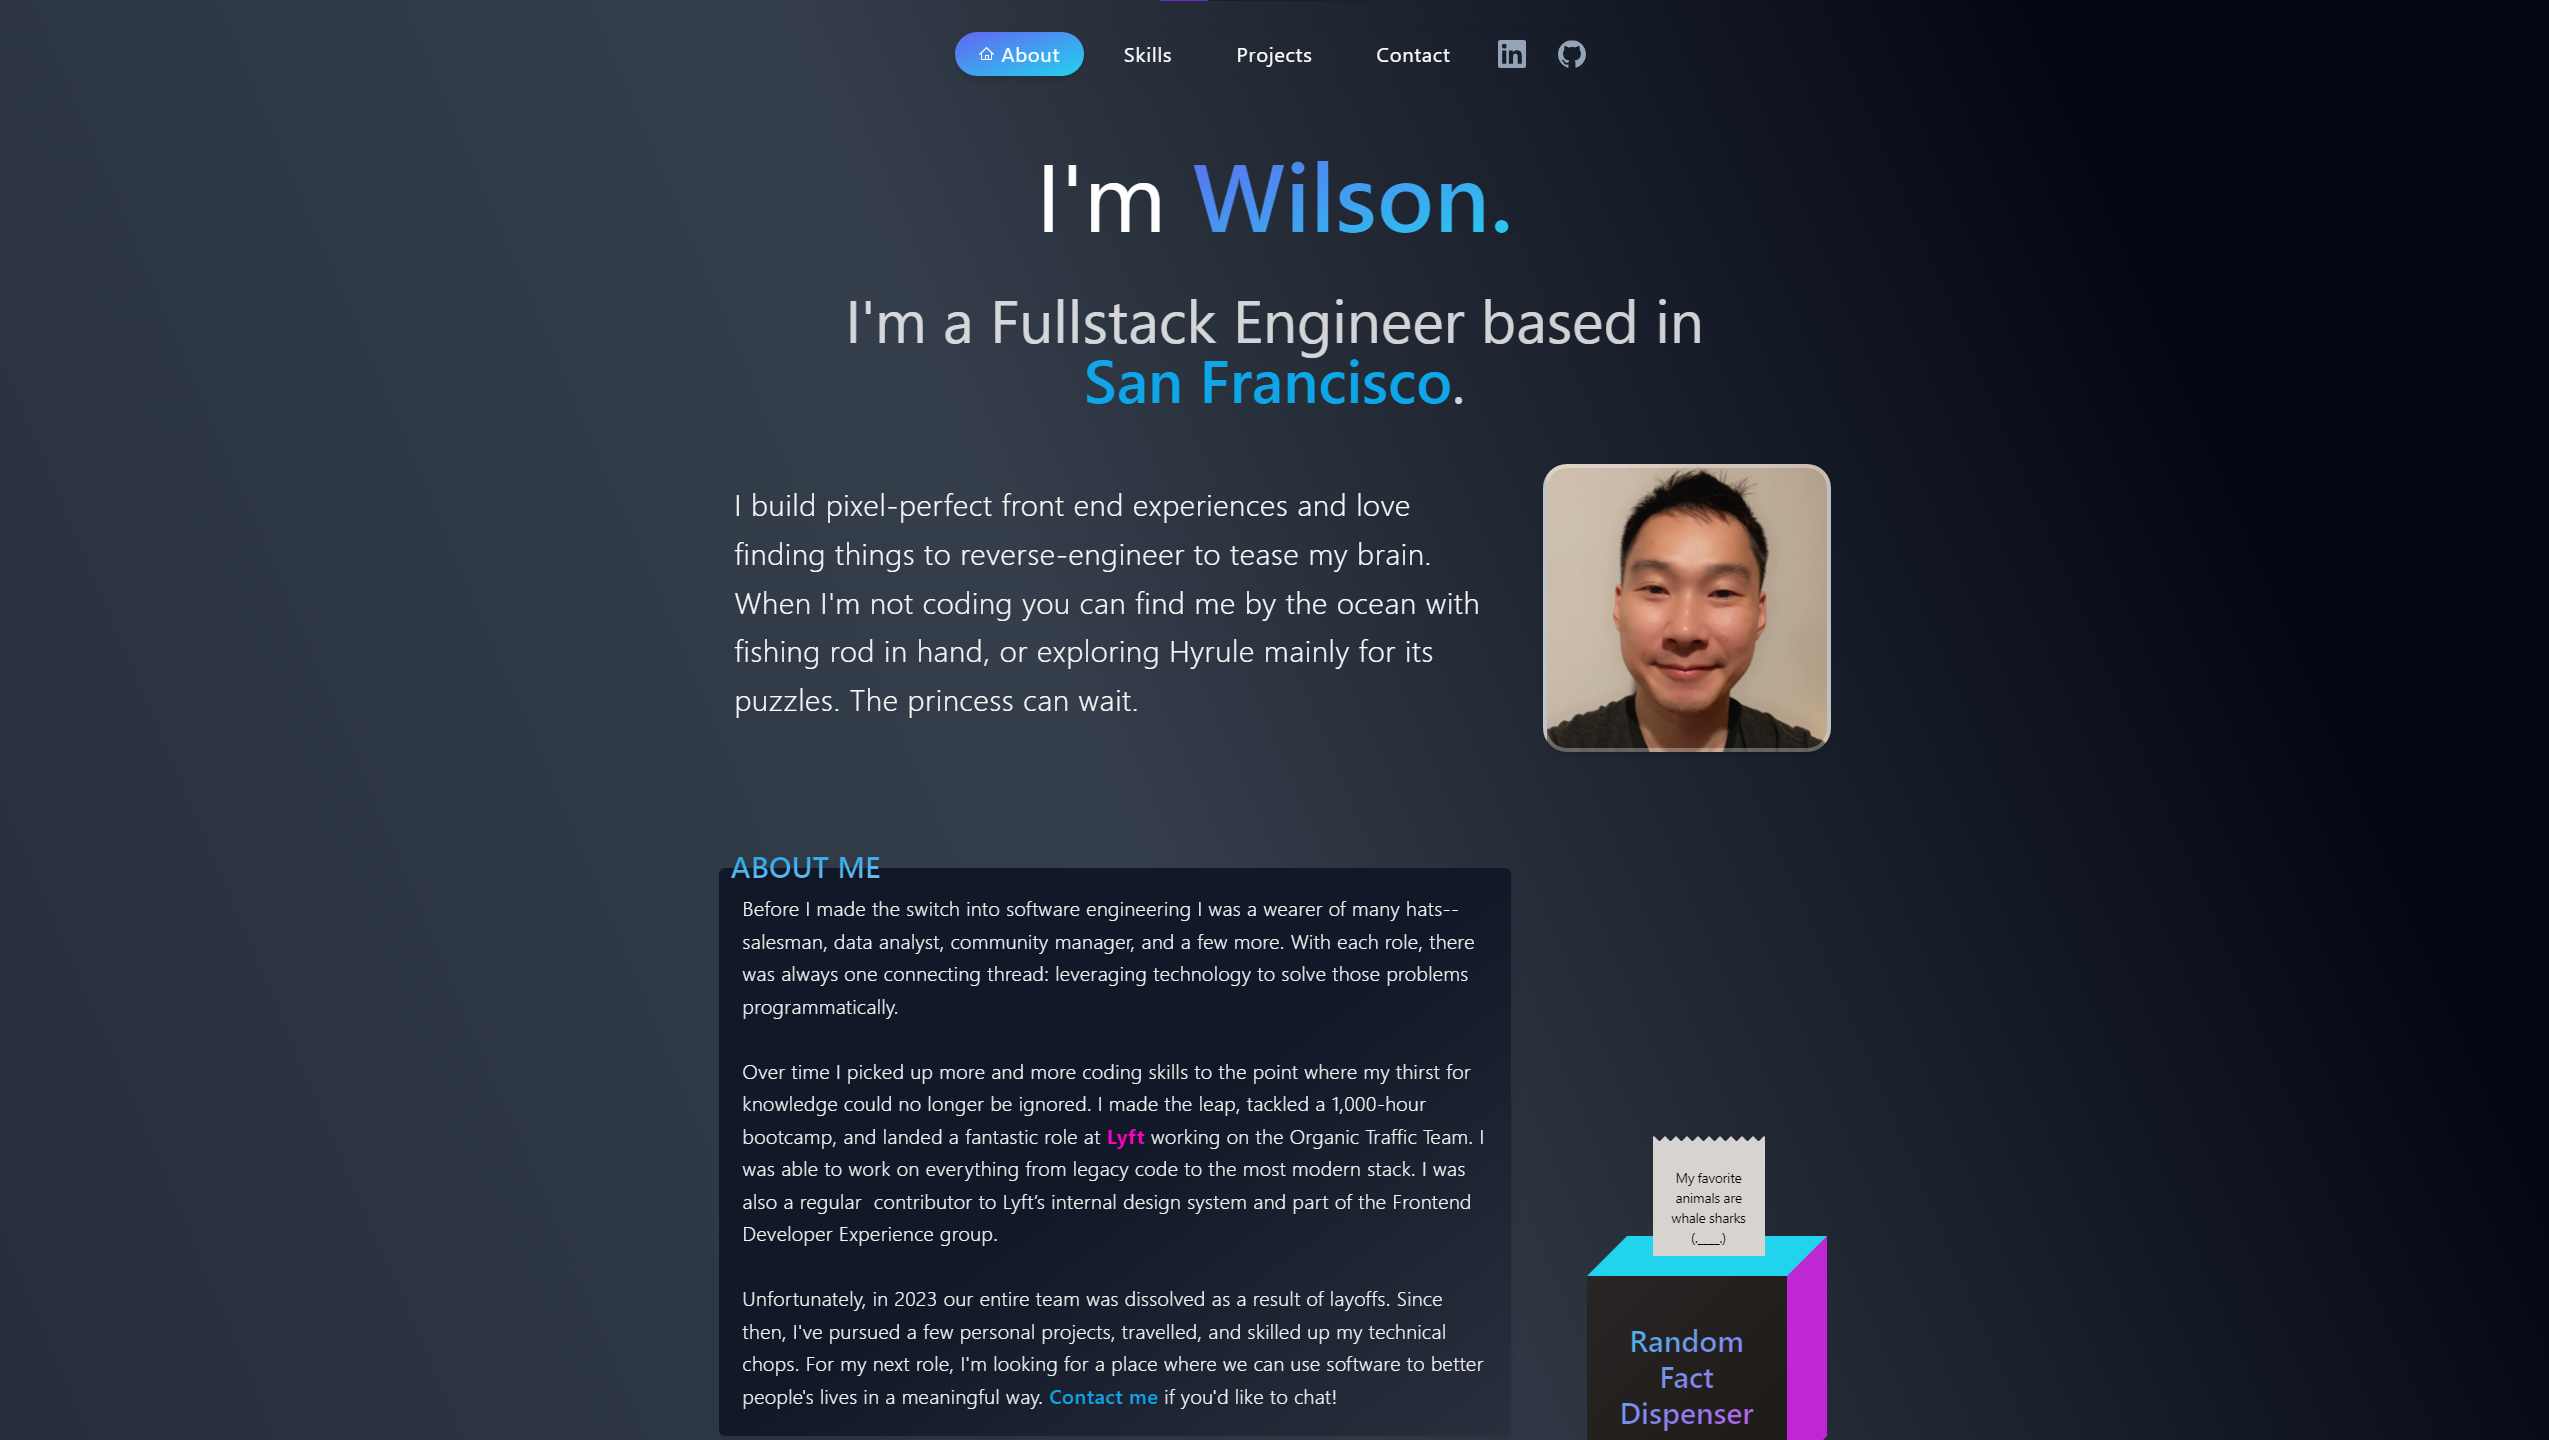 About
Skills
Projects
Contact
I'm Wilson.
I'm a Fullstack Engineer based in
San Francisco.
I build pixel-perfect front end experiences and love
finding things to reverse-engineer to tease my brain.
When I'm not coding you can find me by the ocean with
fishing rod in hand, or exploring Hyrule mainly for its
puzzles. The princess can wait.
ABOUT ME
Before I made the switch into software engineering I was a wearer of many hats--
salesman, data analyst, community manager, and a few more. With each role, there
was always one connecting thread: leveraging technology to solve those problems
programmatically.
Over time I picked up more and more coding skills to the point where my thirst for
knowledge could no longer be ignored. I made the leap, tackled a 1,000-hour
bootcamp, and landed a fantastic role at Lyft working on the Organic Traffic Team. I
was able to work on everything from legacy code to the most modern stack. I was
also a regular  contributor to Lyft’s internal design system and part of the Frontend
Developer Experience group.
Unfortunately, in 2023 our entire team was dissolved as a result of layoffs. Since
then, I've pursued a few personal projects, travelled, and skilled up my technical
chops. For my next role, I'm looking for a place where we can use software to better
people's lives in a meaningful way. Contact me if you'd like to chat!
My favorite
animals are
whale sharks
(.____.)
Random
Fact
Dispenser